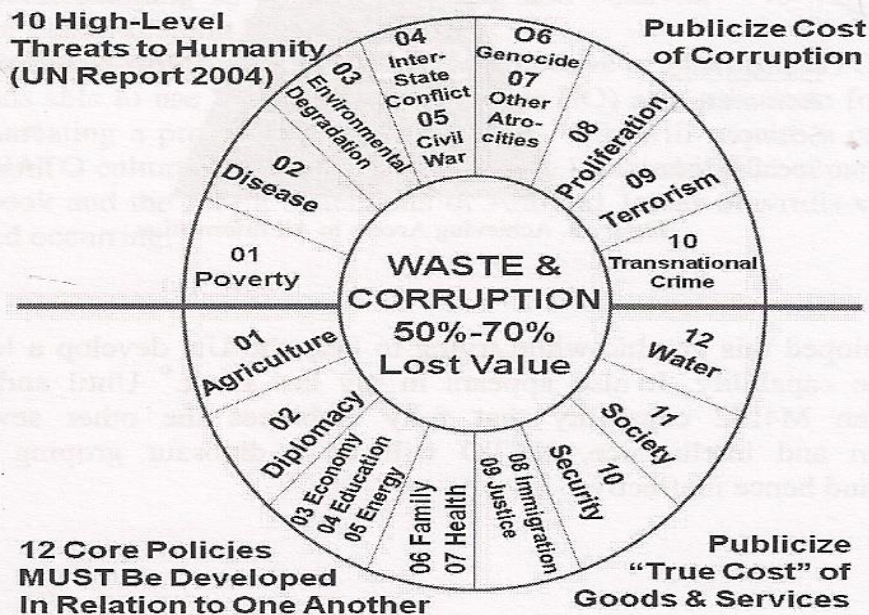 10 High-Level
Threats to Humanity
(UN Report 2004)
Publicize Cost
of Corruption
01
Poverty
02
Disease
03
Environmental
Degradation
04
Inter-
State
Conflict
05
Civil
War
O6
Genocide
07
Other
Atro-
cities
08
Proliferation
09
Terrorism
10
Transnational
Crime
WASTE &
CORRUPTION
50%-70%
Lost Value
01
Agriculture
02
Diplomacy
03 Economy
04 Education
05 Energy
06 Family
07 Health
08 Immigration
09 Justice
10
Security
11
Society
12
Water
12 Core Policies
MUST Be Developed
In Relation to One Another
Publicize
“True Cost” of
Goods & Services